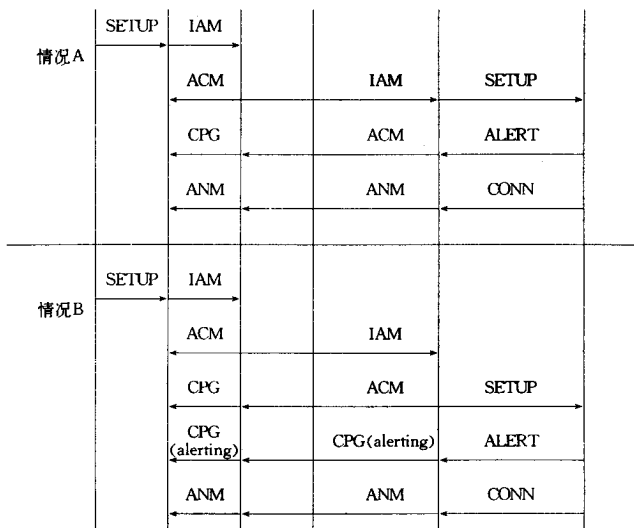 SETUP IAM
情况A
ACM IAM SETUP
CPG ACM ALERT
ANM ANM CONN
SETUP IAM
情况B
ACM IAM
CPG ACM SETUP
CPG
(alerting) CPG(alerting) ALERT
ANM ANM CONN